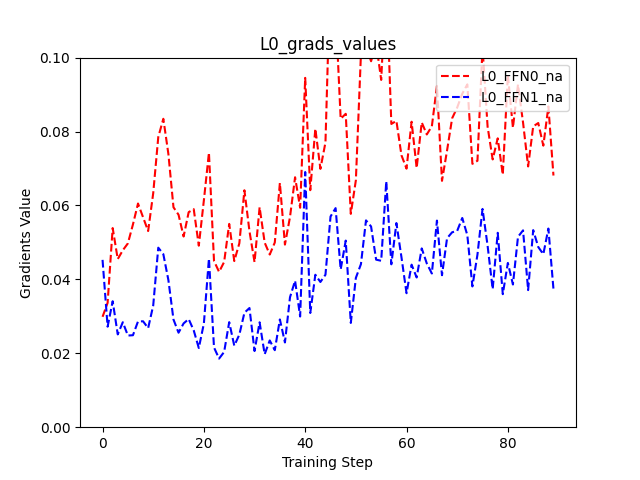 L0_grads_values
L0_FFN0_na
L0_FFN1_na
Gradients Value
0.10
0.08
0.06
0.04
0.02
0.00
0 20 40 60 80
Training Step